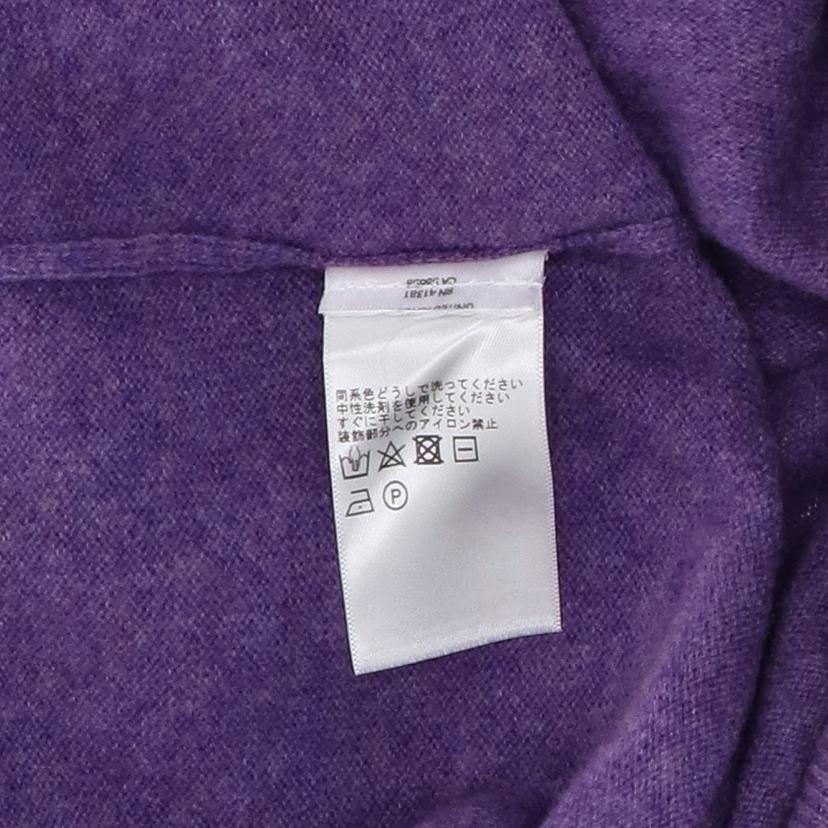 RN 41381
同系色どうしで洗ってください
中性洗剤を使用してください
すぐに干してください
装飾部分へのアイロン禁止
P